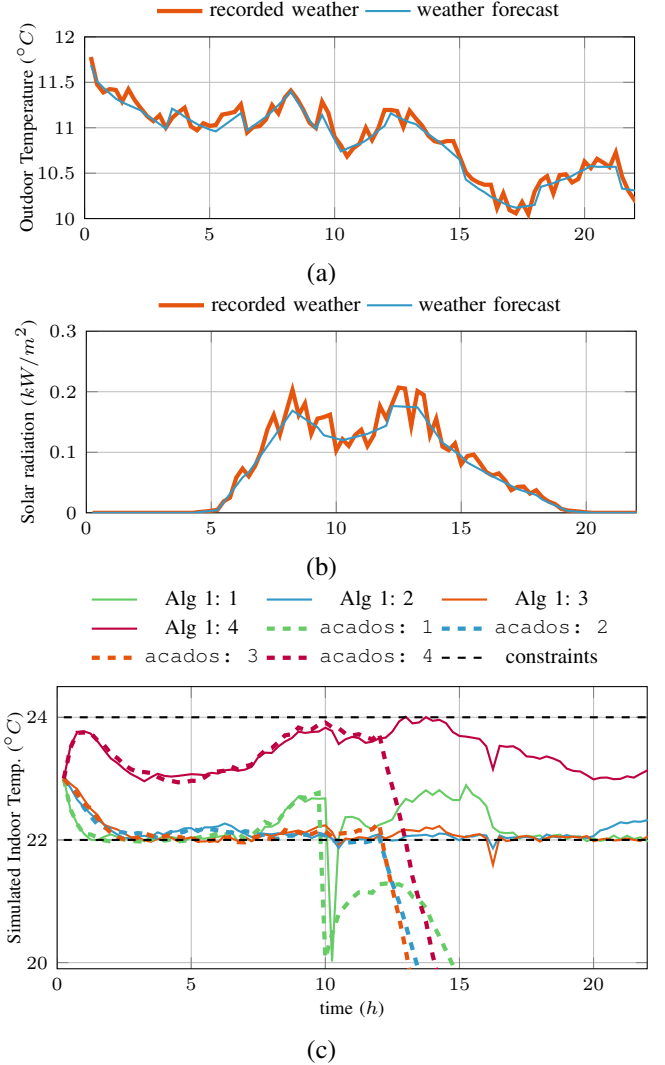 recorded weather weather forecast
12
11.5
11
10.5
10
Outdoor Temperature (°C)
0 5 10 15 20
(a)
recorded weather weather forecast
0.3
0.2
0.1
0
Solar radiation (kW/m²)
0 5 10 15 20
(b)
Alg 1: 1 Alg 1: 2 Alg 1: 3
Alg 1: 4 acados: 1 acados: 2
acados: 3 acados: 4 constraints
24
22
20
Simulated Indoor Temp. (°C)
0 5 10 15 20
time (h)
(c)